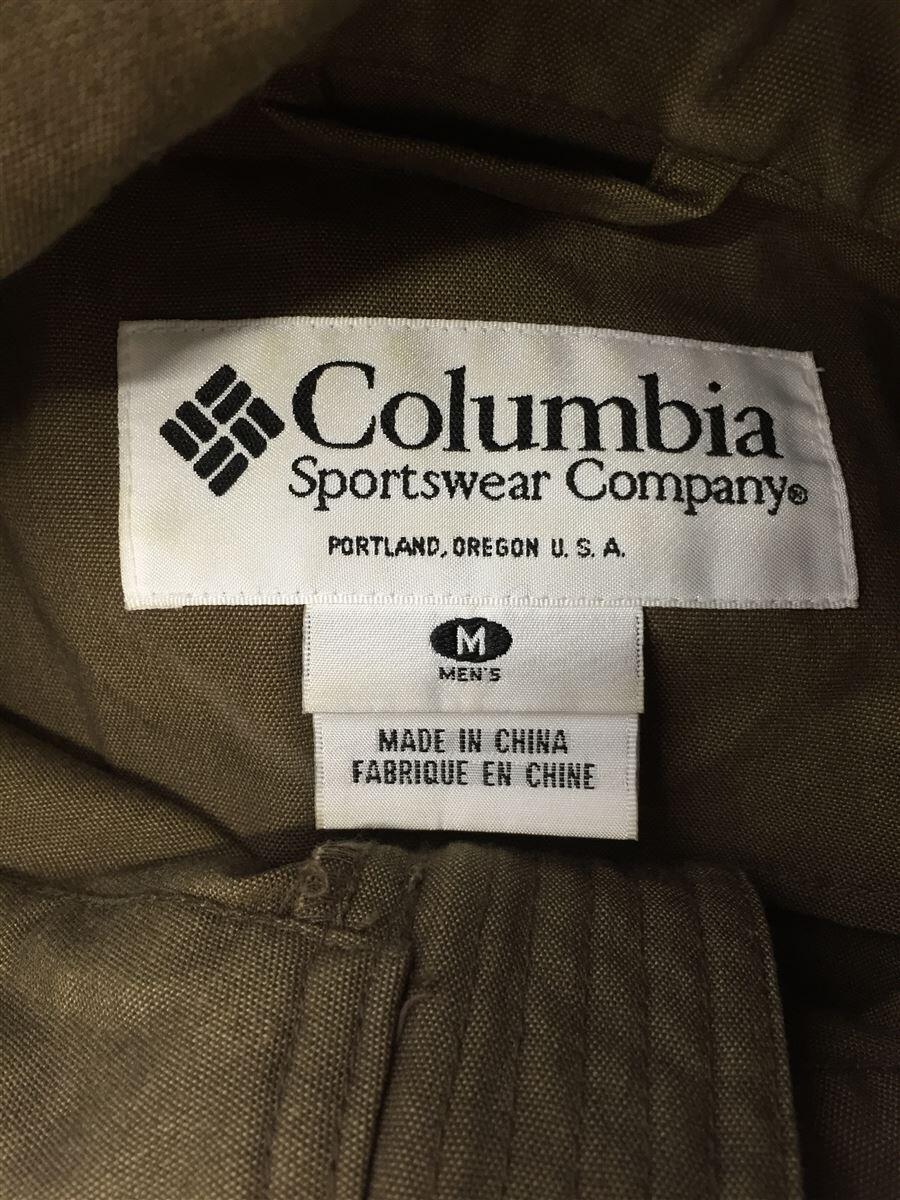 Columbia
Sportswear Company®
PORTLAND, OREGON U. S. A.
M
MEN'S
MADE IN CHINA
FABRIQUE EN CHINE